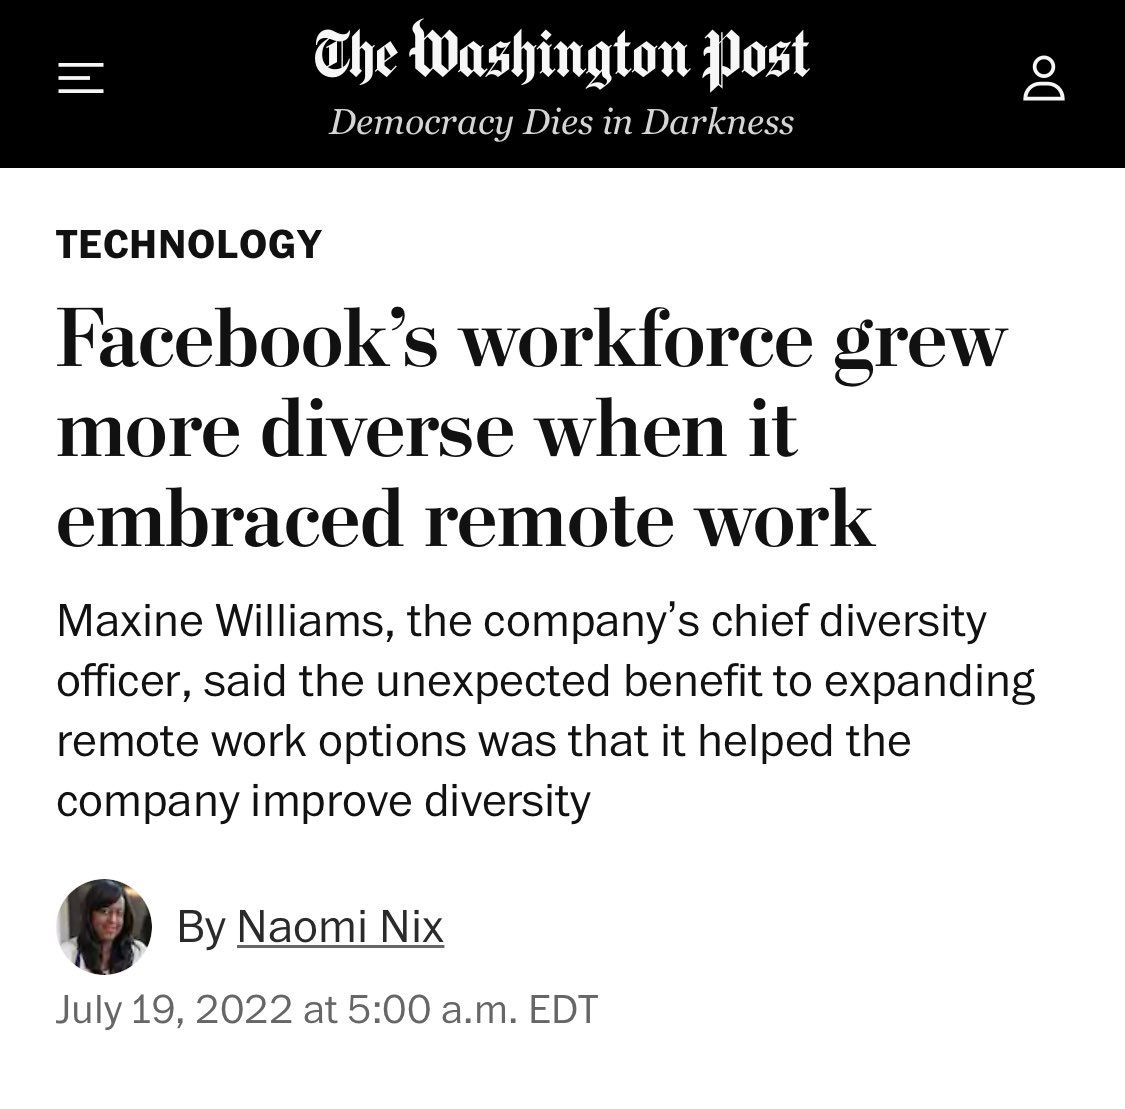 The Washington Post
Democracy Dies in Darkness
TECHNOLOGY
Facebook’s workforce grew
more diverse when it
embraced remote work
Maxine Williams, the company’s chief diversity
officer, said the unexpected benefit to expanding
remote work options was that it helped the
company improve diversity
By Naomi Nix
July 19, 2022 at 5:00 a.m. EDT